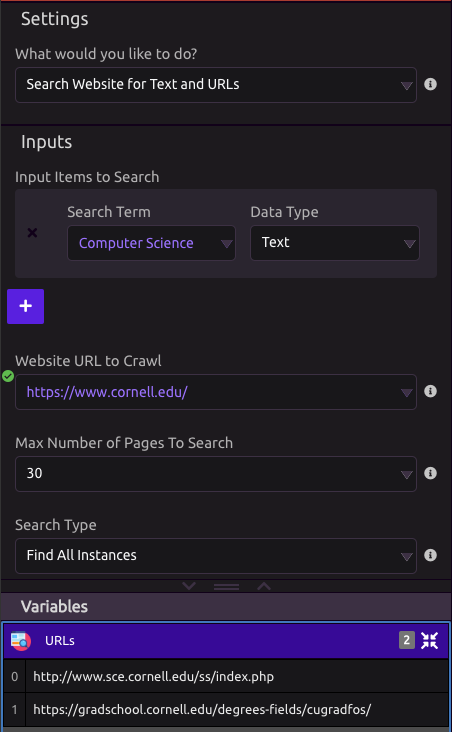 Settings
What would you like to do?
Search Website for Text and URLs
Inputs
Input Items to Search
Search Term Data Type
Computer Science Text
+
Website URL to Crawl
https://www.cornell.edu/
Max Number of Pages To Search
30
Search Type
Find All Instances
Variables
URLs 2
0 http://www.sce.cornell.edu/ss/index.php
1 https://gradschool.cornell.edu/degrees-fields/cugradfos/